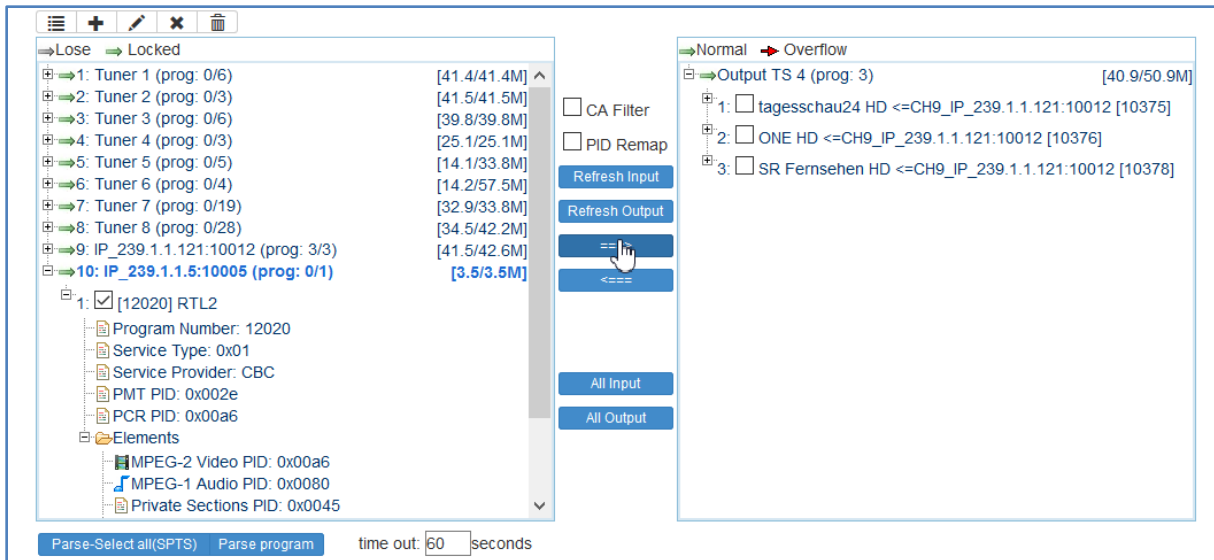 Lose Locked
1: Tuner 1 (prog: 0/6) [41.4/41.4M]
2: Tuner 2 (prog: 0/3) [41.5/41.5M]
3: Tuner 3 (prog: 0/6) [39.8/39.8M]
4: Tuner 4 (prog: 0/3) [25.1/25.1M]
5: Tuner 5 (prog: 0/5) [14.1/33.8M]
6: Tuner 6 (prog: 0/4) [14.2/57.5M]
7: Tuner 7 (prog: 0/19) [32.9/33.8M]
8: Tuner 8 (prog: 0/28) [34.5/42.2M]
9: IP_239.1.1.121:10012 (prog: 3/3) [41.5/42.6M]
10: IP_239.1.1.5:10005 (prog: 0/1) [3.5/3.5M]
1: [12020] RTL2
Program Number: 12020
Service Type: 0x01
Service Provider: CBC
PMT PID: 0x002e
PCR PID: 0x00a6
Elements
MPEG-2 Video PID: 0x00a6
MPEG-1 Audio PID: 0x0080
Private Sections PID: 0x0045
CA Filter
PID Remap
Refresh Input
Refresh Output
<===
All Input
All Output
Normal Overflow
Output TS 4 (prog: 3) [40.9/50.9M]
1: tagesschau24 HD <=CH9_IP_239.1.1.121:10012 [10375]
2: ONE HD <=CH9_IP_239.1.1.121:10012 [10376]
3: SR Fernsehen HD <=CH9_IP_239.1.1.121:10012 [10378]
Parse-Select all(SPTS) Parse program time out: 60 seconds